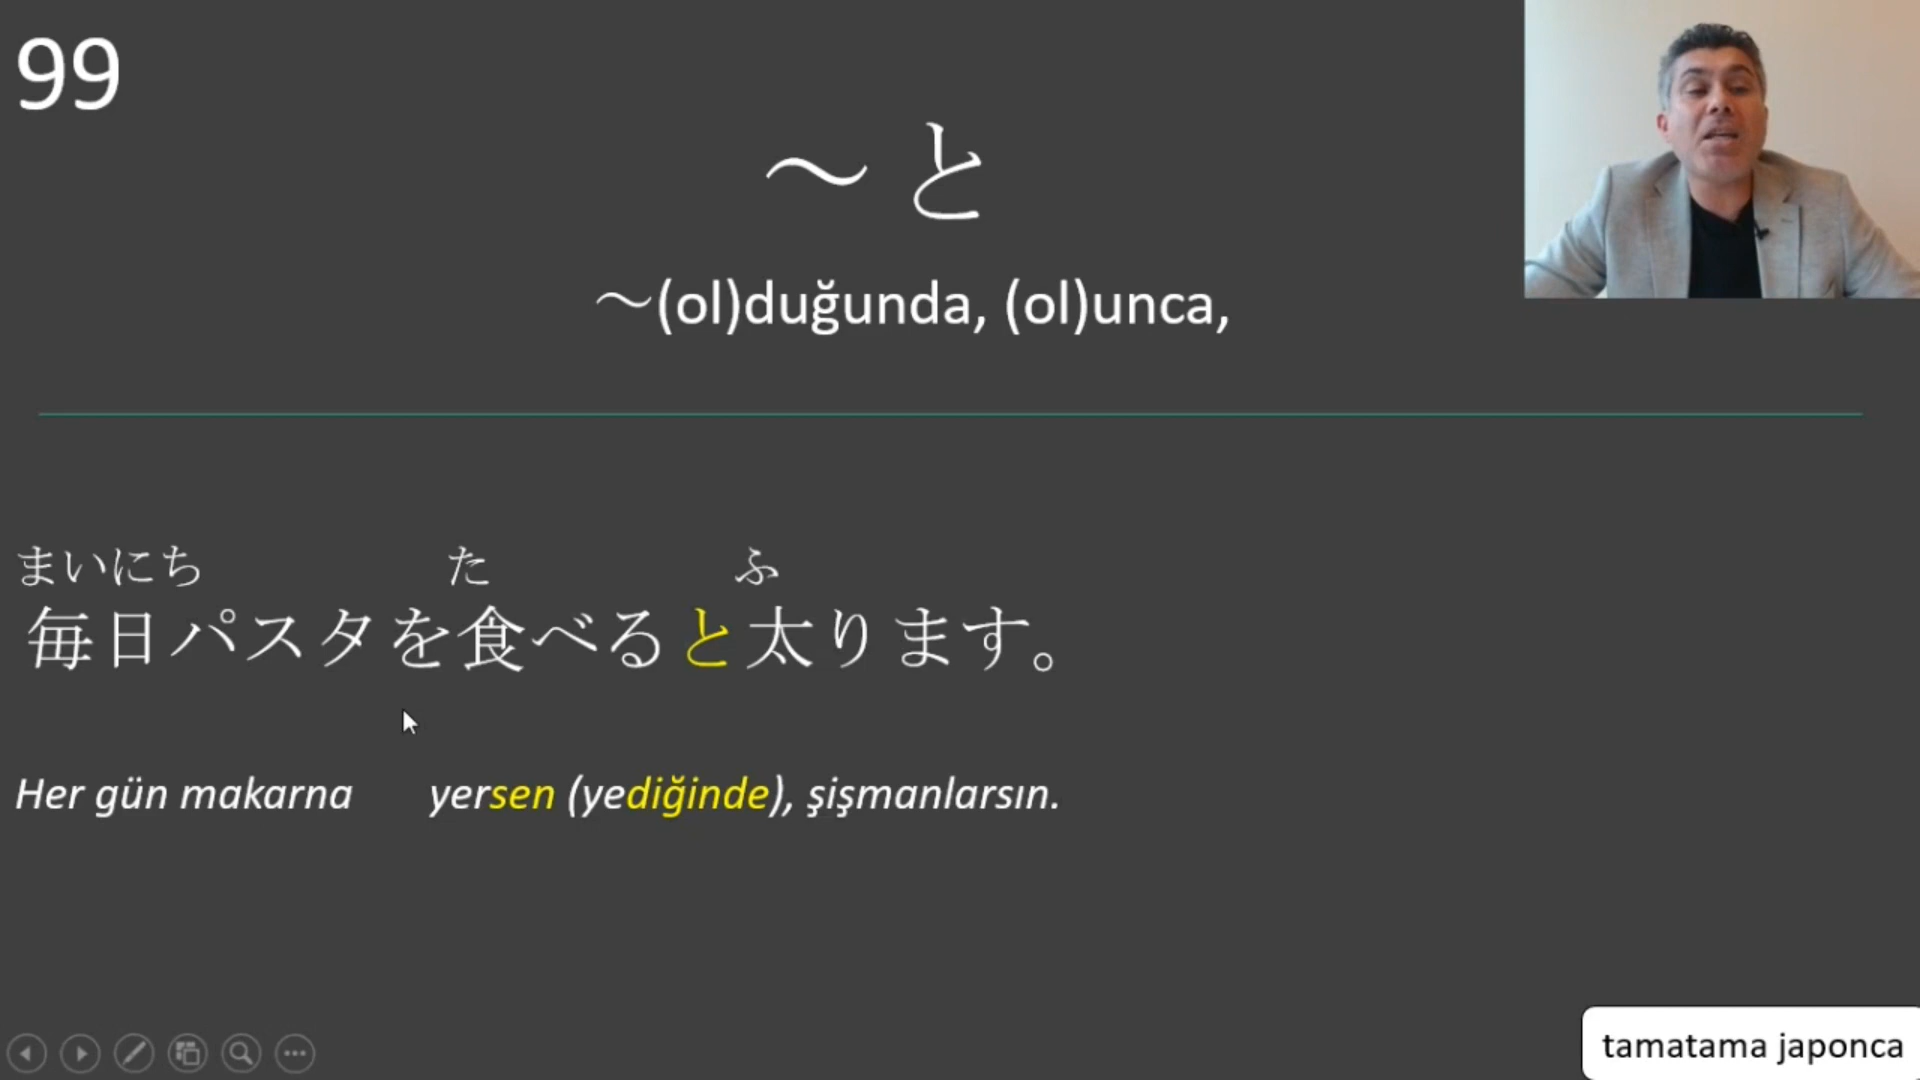 99
～と
～(ol)duğunda, (ol)unca,
まいにち た ふ
毎日パスタを食べると太ります。
Her gün makarna yersen (yediğinde), şişmanlarsın.
tamatama japonca